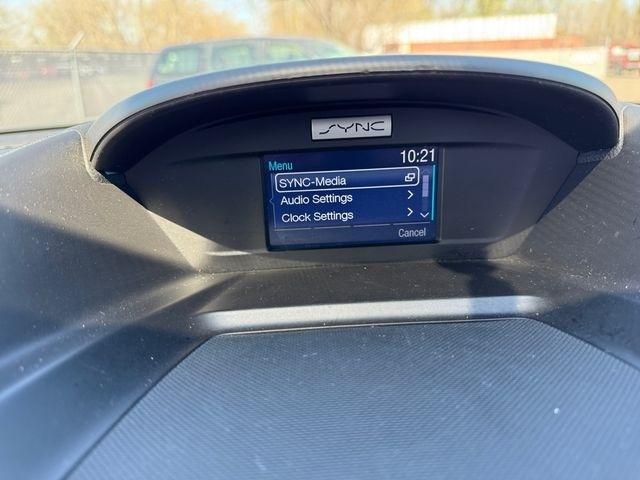 SYNC
Menu 10:21
SYNC-Media
Audio Settings
Clock Settings
Cancel